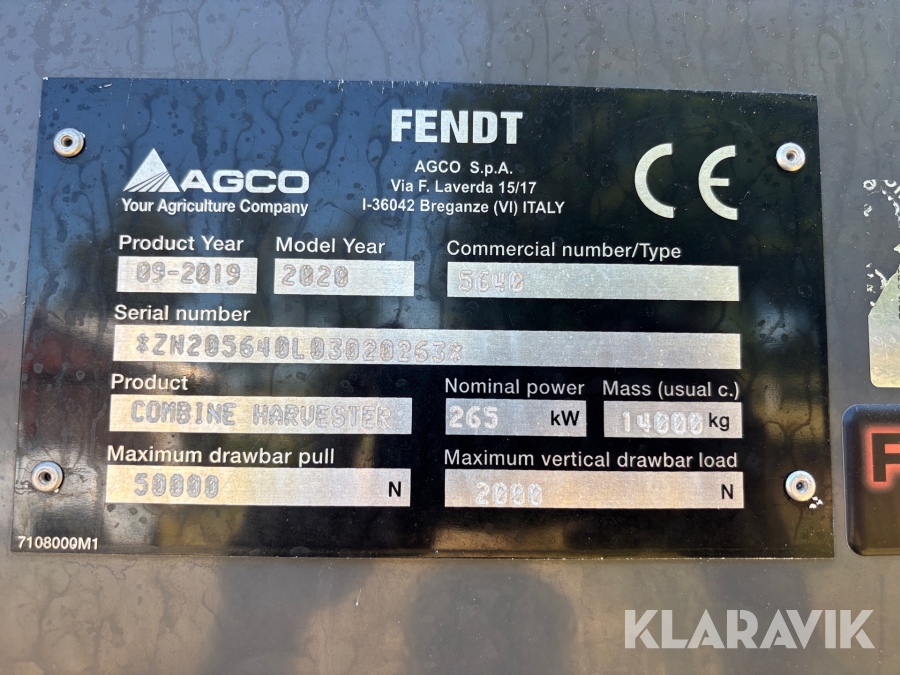 FENDT
AGCO S.p.A.
Via F. Laverda 15/17
I-36042 Breganze (VI) ITALY
AGCO
Your Agriculture Company
CE
Product Year Model Year Commercial number/Type
09-2019 2020 5640
Serial number
*ZN205640L03020263*
Product Nominal power Mass (usual c.)
COMBINE HARVESTER 265 kW 14000 kg
Maximum drawbar pull Maximum vertical drawbar load
50000 N 2000 N
7108000M1
F
KLARAVIK